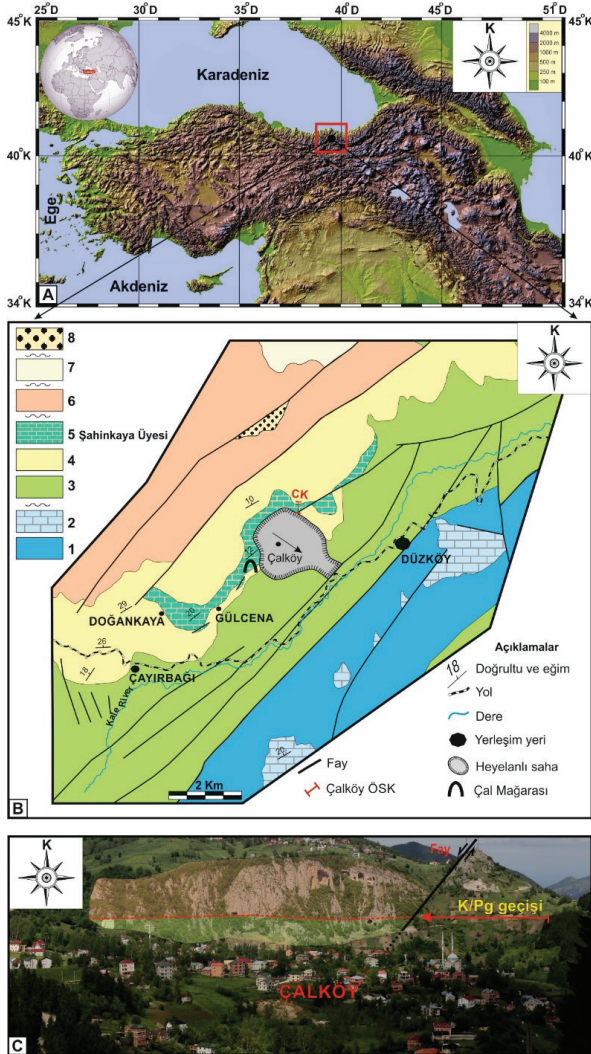 45°K
25°D
30°D
35°D
40°D
45°D
51°D
45°K
Karadeniz
K
4000 m
2000 m
1000 m
500 m
250 m
100 m
40°K
40°K
Ege
Akdeniz
34°K
34°K
A
8
7
6
5 Şahinkaya Üyesi
4
3
2
1
K
10
CK
12
Çalköy
DÜZKÖY
29
20
DOĞANKAYA
GÜLCENA
26
18
ÇAYIRBAĞI
Kale River
20
2 Km
Fay
Çalköy ÖSK
Açıklamalar
18 Doğrultu ve eğim
Yol
Dere
Yerleşim yeri
Heyelanlı saha
Çal Mağarası
B
K
Fay
K/Pg geçişi
ÇALKÖY
C